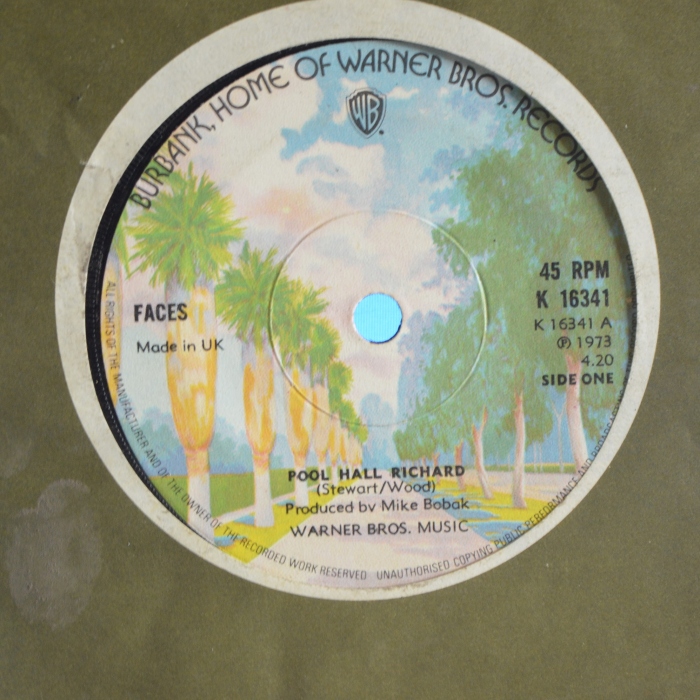 BURBANK, HOME OF WARNER BROS. RECORDS
WB
FACES
Made in UK
45 RPM
K 16341
K 16341 A
℗ 1973
4.20
SIDE ONE
POOL HALL RICHARD
(Stewart/Wood)
Produced by Mike Bobak
WARNER BROS. MUSIC
ALL RIGHTS OF THE MANUFACTURER AND OF THE OWNER OF THE RECORDED WORK RESERVED UNAUTHORISED COPYING PUBLIC PERFORMANCE AND